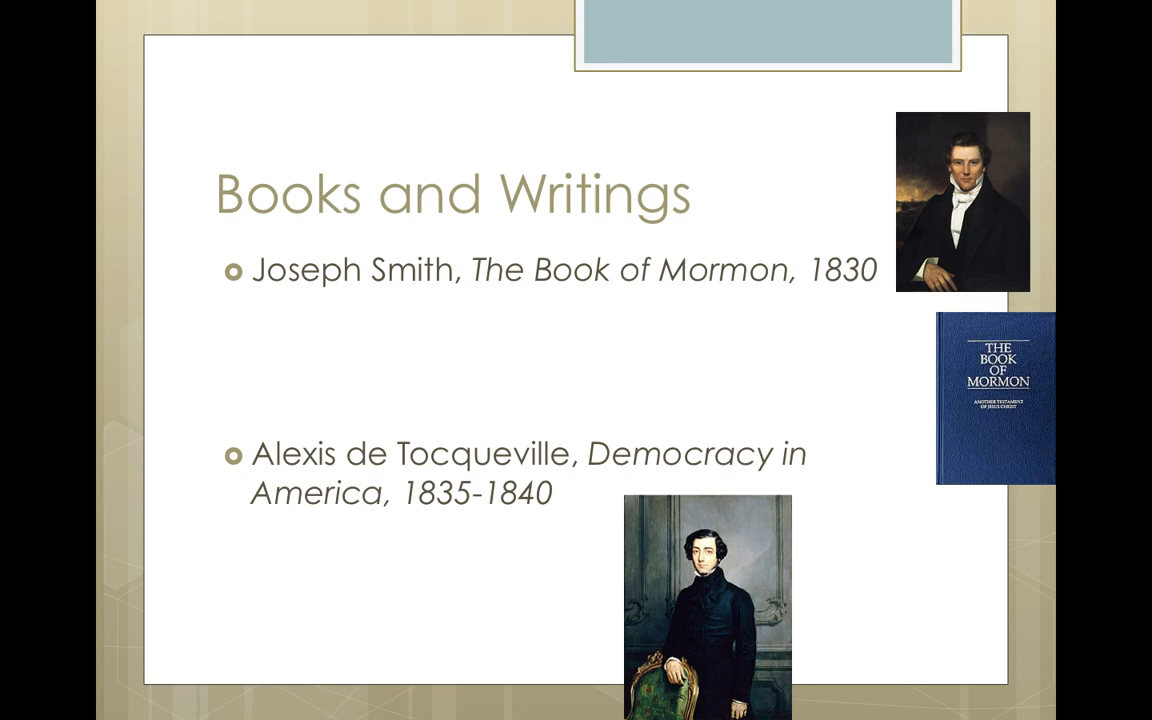 Books and Writings
Joseph Smith, The Book of Mormon, 1830
THE
BOOK
OF
MORMON
ANOTHER TESTAMENT
OF JESUS CHRIST
Alexis de Tocqueville, Democracy in
America, 1835-1840